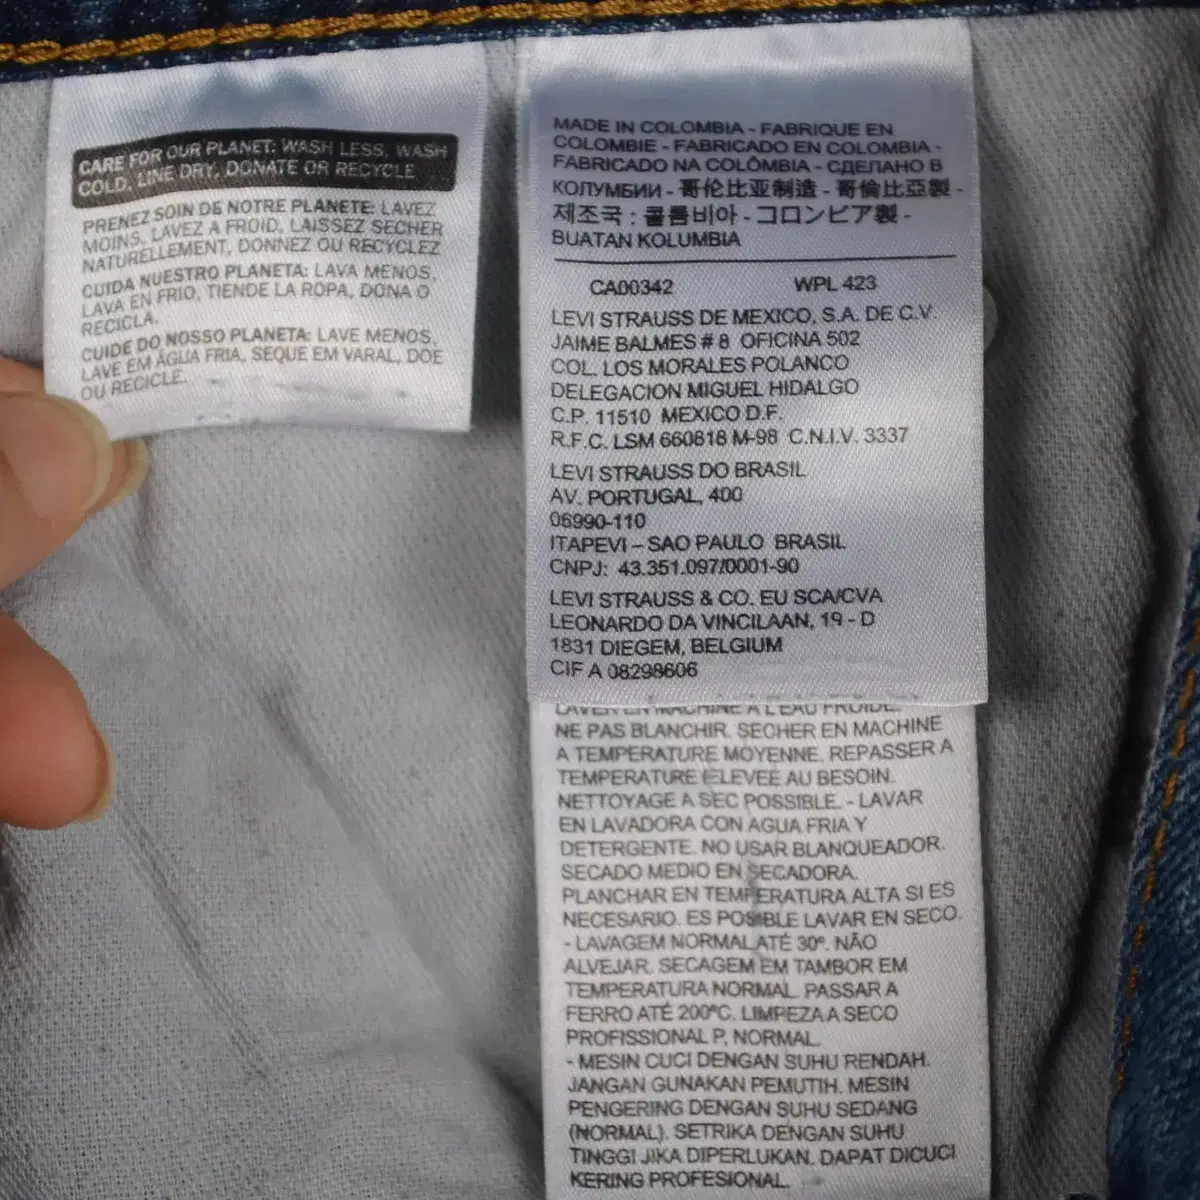 CARE FOR OUR PLANET: WASH LESS, WASH
COLD, LINE DRY, DONATE OR RECYCLE
PRENEZ SOIN DE NOTRE PLANETE: LAVEZ
MOINS, LAVEZ A FROID, LAISSEZ SECHER
NATURELLEMENT, DONNEZ OU RECYCLEZ
CUIDA NUESTRO PLANETA: LAVA MENOS,
LAVA EN FRIO, TIENDE LA ROPA, DONA O
RECICLA.
CUIDE DO NOSSO PLANETA: LAVE MENOS,
LAVE EM ÁGUA FRIA, SEQUE EM VARAL, DOE
OU RECICLE.
MADE IN COLOMBIA - FABRIQUE EN
COLOMBIE - FABRICADO EN COLOMBIA -
FABRICADO NA COLÔMBIA - СДЕЛАНО В
КОЛУМБИИ - 哥伦比亚制造 - 哥倫比亞製 -
제조국 : 콜롬비아 - コロンビア製 -
BUATAN KOLUMBIA
CA00342 WPL 423
LEVI STRAUSS DE MEXICO, S.A. DE C.V.
JAIME BALMES # 8 OFICINA 502
COL. LOS MORALES POLANCO
DELEGACION MIGUEL HIDALGO
C.P. 11510 MEXICO D.F.
R.F.C. LSM 660818 M-98 C.N.I.V. 3337
LEVI STRAUSS DO BRASIL
AV. PORTUGAL, 400
06990-110
ITAPEVI – SAO PAULO BRASIL
CNPJ: 43.351.097/0001-90
LEVI STRAUSS & CO. EU SCA/CVA
LEONARDO DA VINCILAAN, 19 - D
1831 DIEGEM, BELGIUM
CIF A 08298606
LAVER EN MACHINE A L'EAU FROIDE.
NE PAS BLANCHIR. SECHER EN MACHINE
A TEMPERATURE MOYENNE. REPASSER A
TEMPERATURE ELEVEE AU BESOIN.
NETTOYAGE A SEC POSSIBLE. - LAVAR
EN LAVADORA CON AGUA FRIA Y
DETERGENTE. NO USAR BLANQUEADOR.
SECADO MEDIO EN SECADORA.
PLANCHAR EN TEMPERATURA ALTA SI ES
NECESARIO. ES POSIBLE LAVAR EN SECO.
- LAVAGEM NORMAL ATÉ 30º. NÃO
ALVEJAR. SECAGEM EM TAMBOR EM
TEMPERATURA NORMAL. PASSAR A
FERRO ATÉ 200ºC. LIMPEZA A SECO
PROFISSIONAL P, NORMAL.
- MESIN CUCI DENGAN SUHU RENDAH.
JANGAN GUNAKAN PEMUTIH. MESIN
PENGERING DENGAN SUHU SEDANG
(NORMAL). SETRIKA DENGAN SUHU
TINGGI JIKA DIPERLUKAN. DAPAT DICUCI
KERING PROFESIONAL.